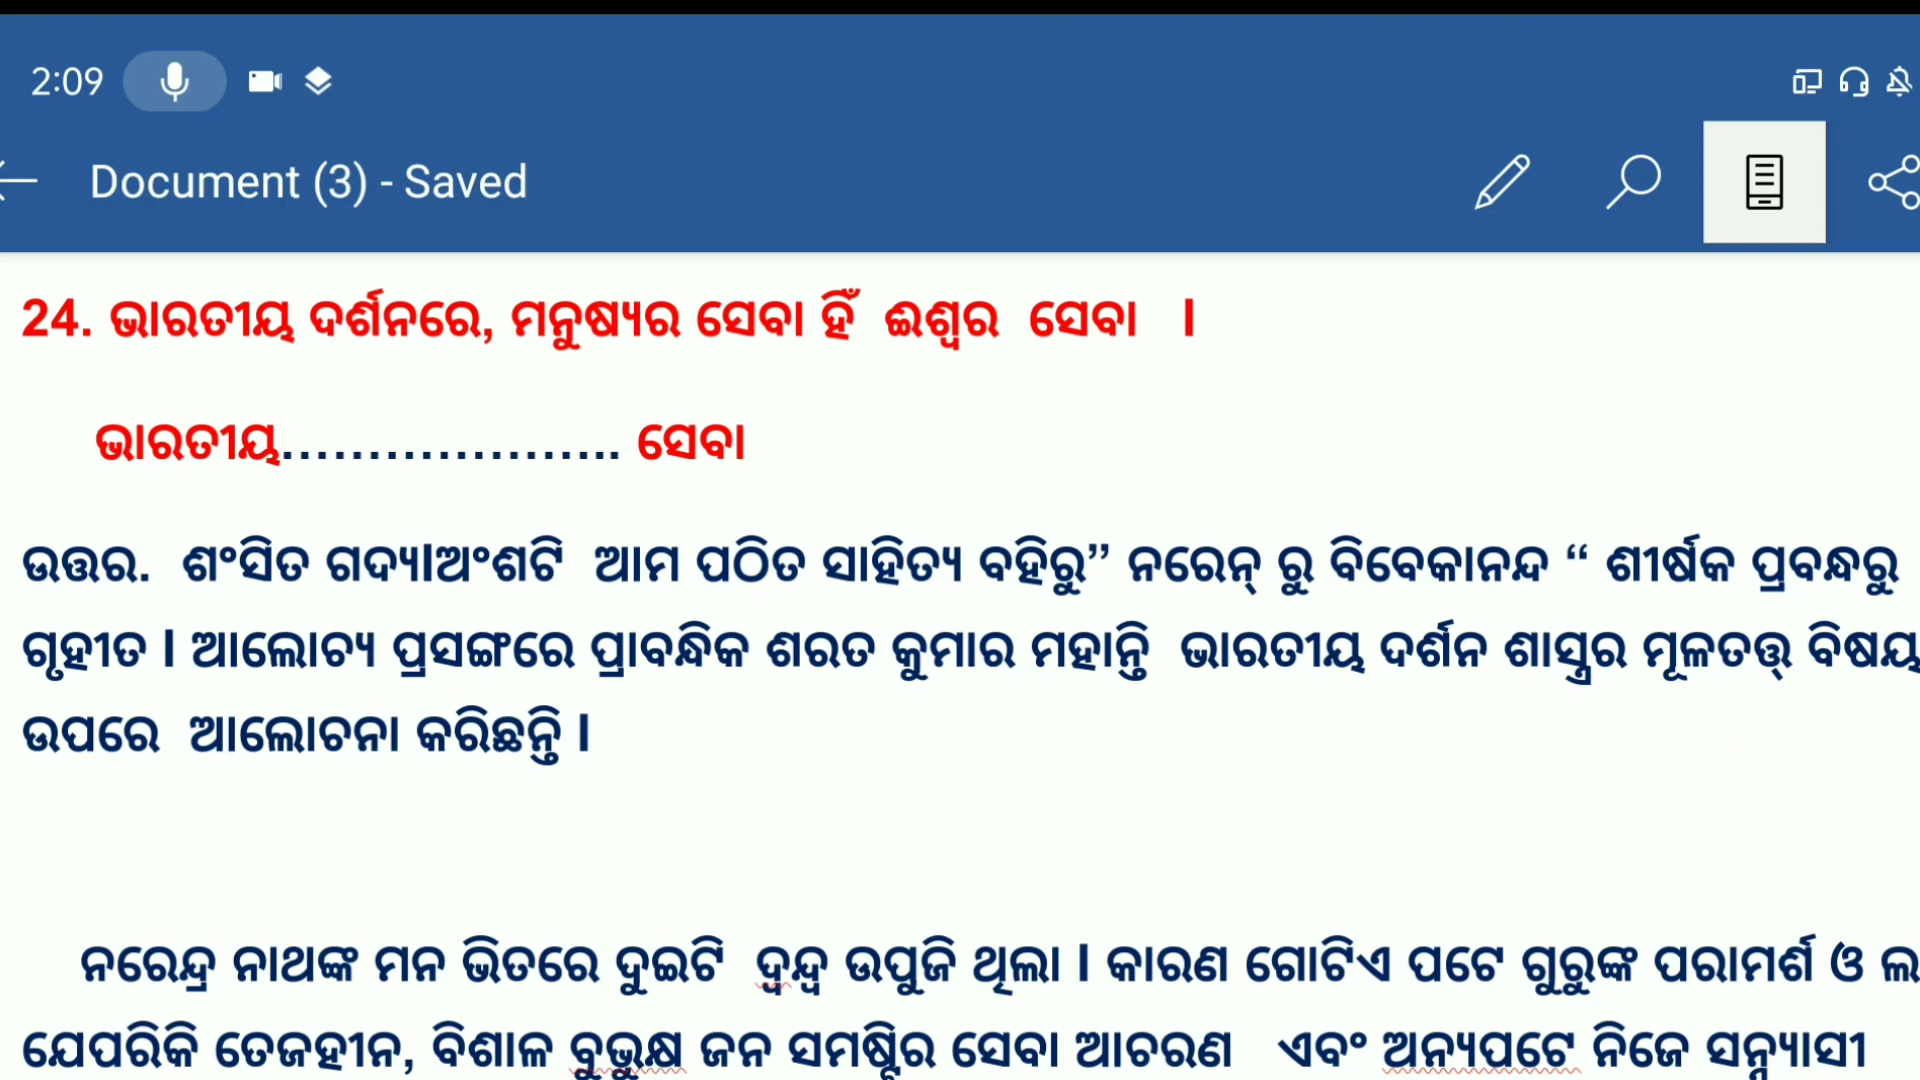 2:09
Document (3) - Saved
24. ଭାରତୀୟ ଦର୍ଶନରେ, ମନୁଷ୍ୟର ସେବା ହିଁ ଈଶ୍ୱର ସେବା ।
ଭାରତୀୟ.................... ସେବା
ଉତ୍ତର. ଶଂସିତ ଗଦ୍ୟ।ଅଂଶଟି ଆମ ପଠିତ ସାହିତ୍ୟ ବହିରୁ” ନରେନ୍ ରୁ ବିବେକାନନ୍ଦ “ ଶୀର୍ଷକ ପ୍ରବନ୍ଧରୁ
ଗୃହୀତ । ଆଲୋଚ୍ୟ ପ୍ରସଙ୍ଗରେ ପ୍ରାବନ୍ଧିକ ଶରତ କୁମାର ମହାନ୍ତି ଭାରତୀୟ ଦର୍ଶନ ଶାସ୍ତ୍ରର ମୂଳତତ୍ତ୍ ବିଷୟ
ଉପରେ ଆଲୋଚନା କରିଛନ୍ତି ।
ନରେନ୍ଦ୍ର ନାଥଙ୍କ ମନ ଭିତରେ ଦୁଇଟି ଦ୍ୱନ୍ଦ୍ୱ ଉପୁଜି ଥିଲା । କାରଣ ଗୋଟିଏ ପଟେ ଗୁରୁଙ୍କ ପରାମର୍ଶ ଓ
ଯେପରିକି ତେଜହୀନ, ବିଶାଳ ବୁଭୁକ୍ଷ ଜନ ସମଷ୍ଟିର ସେବା ଆଚରଣ ଏବଂ ଅନ୍ୟପଟେ ନିଜେ ସନ୍ନ୍ୟାସୀ